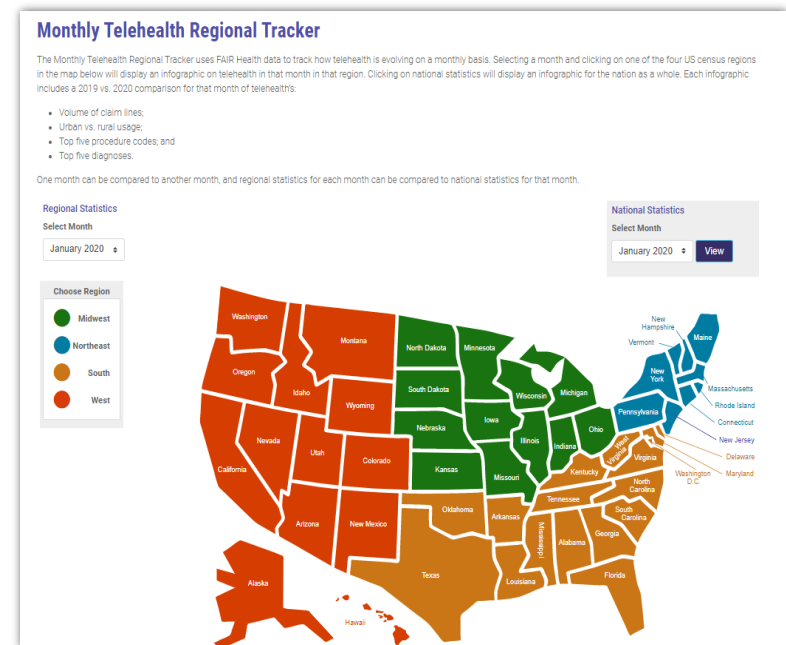 Monthly Telehealth Regional Tracker
The Monthly Telehealth Regional Tracker uses FAIR Health data to track how telehealth is evolving on a monthly basis. Selecting a month and clicking on one of the four US census regions
in the map below will display an infographic on telehealth in that month in that region. Clicking on national statistics will display an infographic for the nation as a whole. Each infographic
includes a 2019 vs. 2020 comparison for that month of telehealth's:
Volume of claim lines;
Urban vs. rural usage;
Top five procedure codes; and
Top five diagnoses.
One month can be compared to another month, and regional statistics for each month can be compared to national statistics for that month.
Regional Statistics
Select Month
January 2020
National Statistics
Select Month
January 2020
View
Choose Region
Midwest
Northeast
South
West
Washington
Oregon
Idaho
Montana
Wyoming
California
Nevada
Utah
Colorado
Arizona
New Mexico
Alaska
Hawaii
North Dakota
South Dakota
Nebraska
Kansas
Minnesota
Iowa
Missouri
Wisconsin
Illinois
Michigan
Indiana
Ohio
Oklahoma
Texas
Arkansas
Louisiana
Mississippi
Alabama
Tennessee
Kentucky
Georgia
Florida
South
Carolina
North
Carolina
Virginia
West
Virginia
Washington
D.C.
Maryland
Delaware
New Jersey
Pennsylvania
New
York
Connecticut
Rhode Island
Massachusetts
Vermont
New
Hampshire
Maine